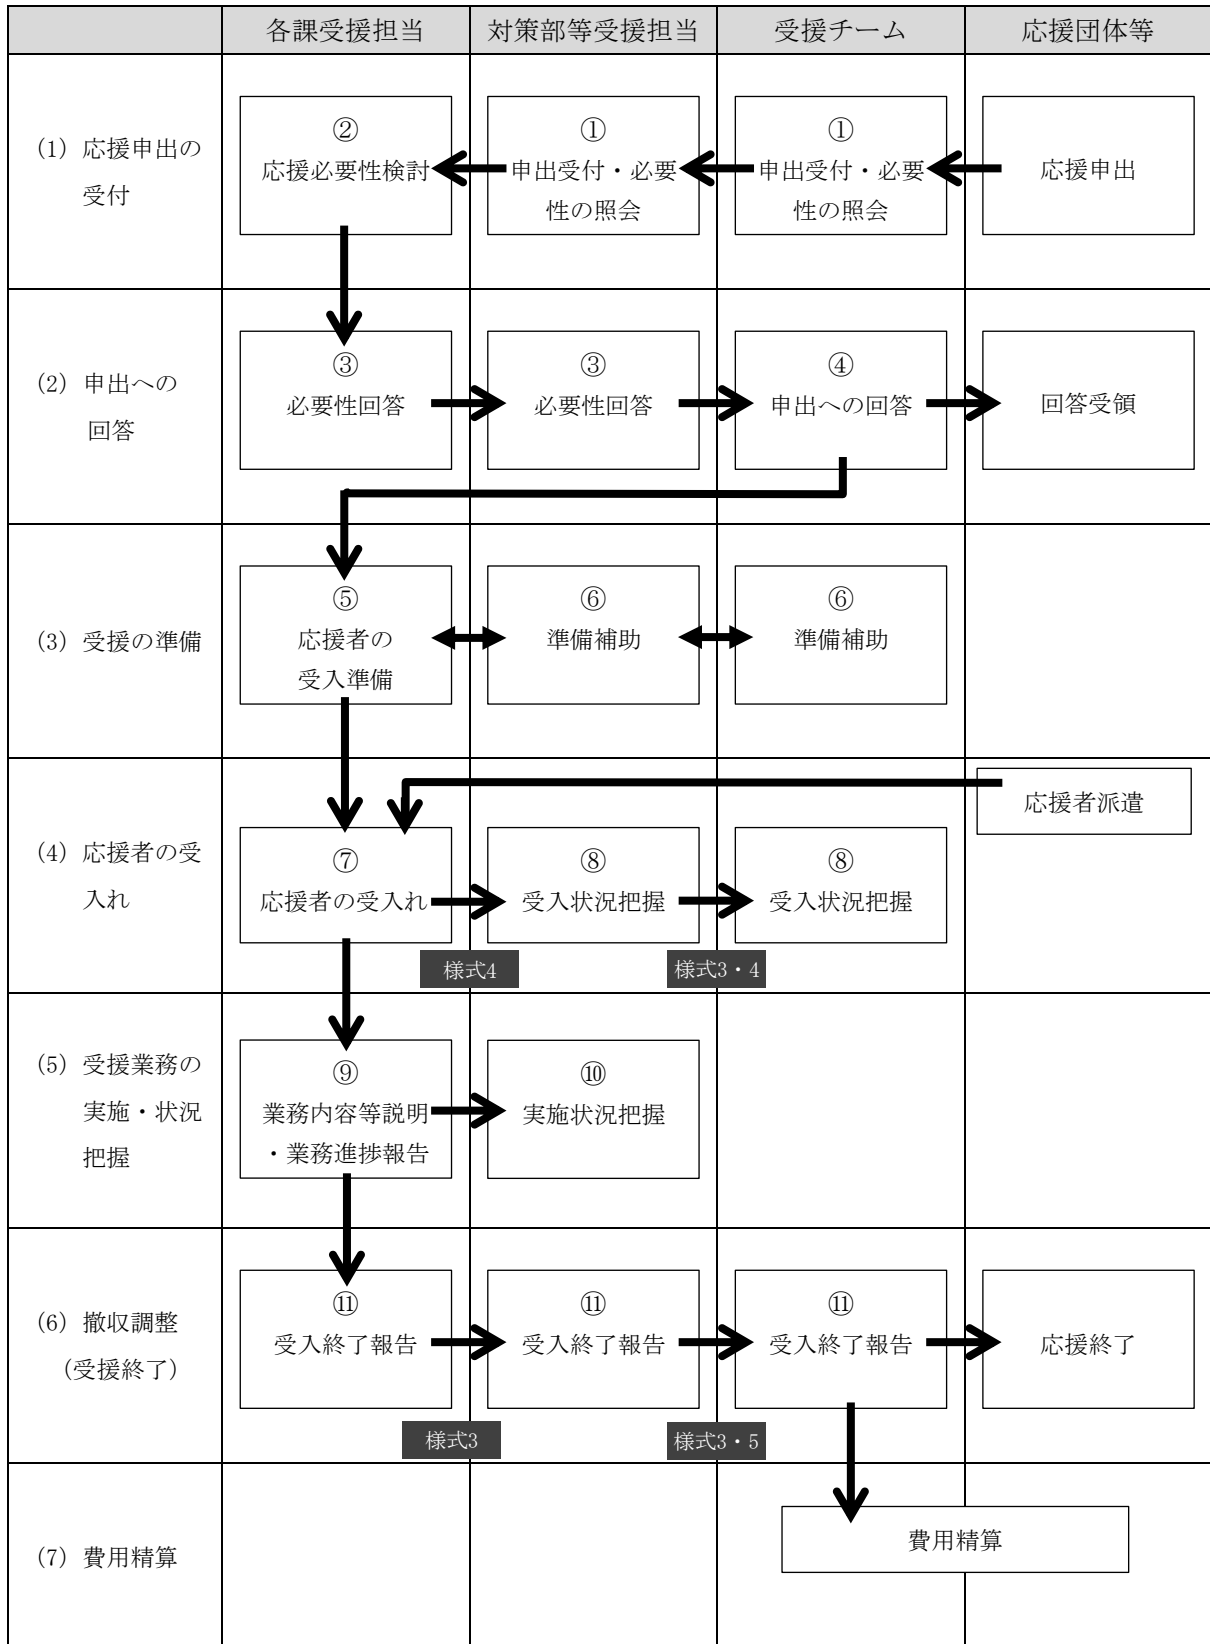 各課受援担当
対策部等受援担当
受援チーム
応援団体等
(1) 応援申出の
受付
②
応援必要性検討
①
申出受付・必要
性の照会
①
申出受付・必要
性の照会
応援申出
(2) 申出への
回答
③
必要性回答
③
必要性回答
④
申出への回答
回答受領
(3) 受援の準備
⑤
応援者の
受入準備
⑥
準備補助
⑥
準備補助
(4) 応援者の受
入れ
応援者派遣
⑦
応援者の受入れ
⑧
受入状況把握
⑧
受入状況把握
様式4
様式3・4
(5) 受援業務の
実施・状況
把握
⑨
業務内容等説明
・業務進捗報告
⑩
実施状況把握
(6) 撤収調整
(受援終了)
⑪
受入終了報告
⑪
受入終了報告
⑪
受入終了報告
応援終了
様式3
様式3・5
(7) 費用精算
費用精算